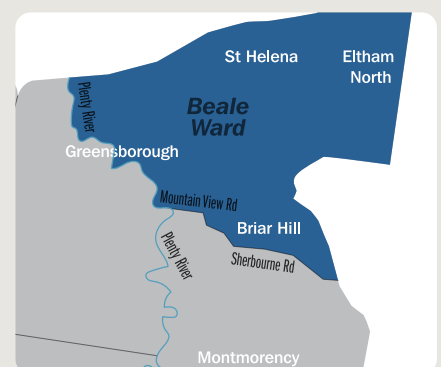 St Helena
Eltham
North
Plenty River
Beale
Ward
Greensborough
Mountain View Rd
Briar Hill
Plenty River
Sherbourne Rd
Montmorency